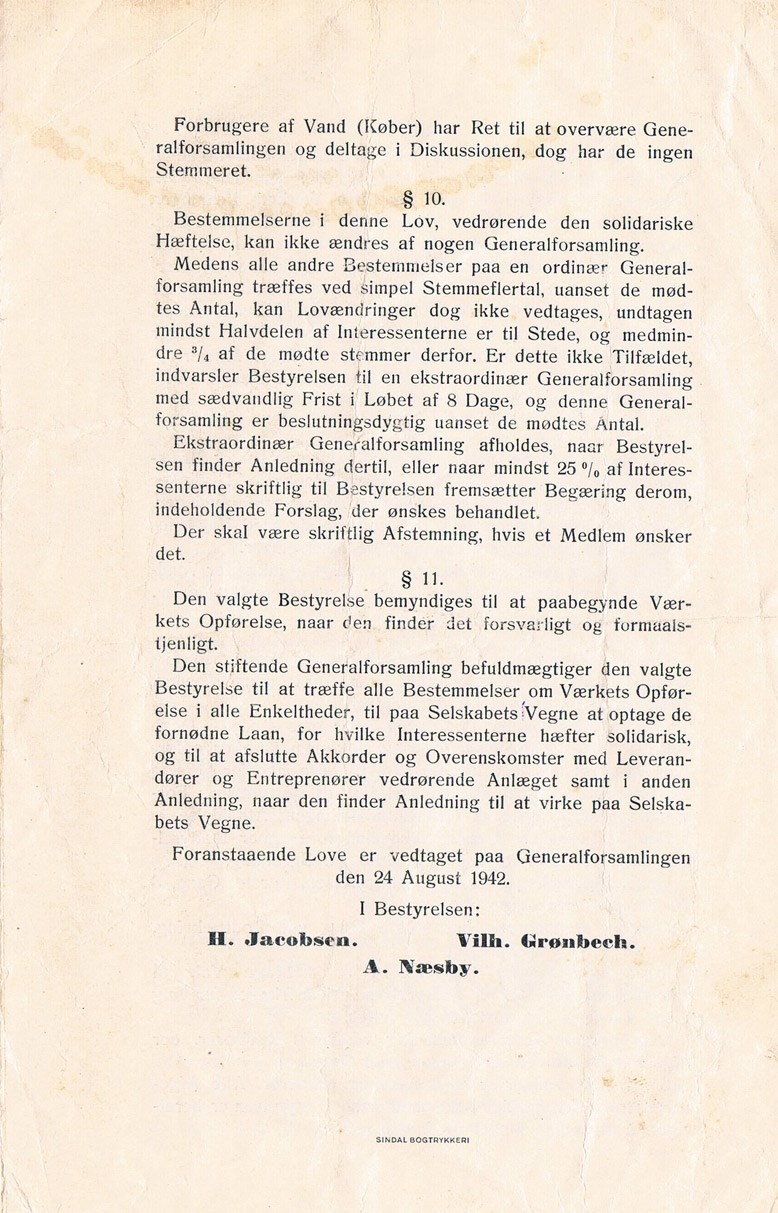 Forbrugere af Vand (Køber) har Ret til at overvære Gene-
ralforsamlingen og deltage i Diskussionen, dog har de ingen
Stemmeret.
§ 10.
Bestemmelserne i denne Lov, vedrørende den solidariske
Hæftelse, kan ikke ændres af nogen Generalforsamling.
Medens alle andre Bestemmelser paa en ordinær General-
forsamling træffes ved simpel Stemmeflertal, uanset de mød-
tes Antal, kan Lovændringer dog ikke vedtages, undtagen
mindst Halvdelen af Interessenterne er til Stede, og medmin-
dre ³/₄ af de mødte stemmer derfor. Er dette ikke Tilfældet,
indvarsler Bestyrelsen til en ekstraordinær Generalforsamling
med sædvandlig Frist i Løbet af 8 Dage, og denne General-
forsamling er beslutningsdygtig uanset de mødtes Antal.
Ekstraordinær Generalforsamling afholdes, naar Bestyrel-
sen finder Anledning dertil, eller naar mindst 25 % af Interes-
senterne skriftlig til Bestyrelsen fremsætter Begæring derom,
indeholdende Forslag, der ønskes behandlet.
Der skal være skriftlig Afstemning, hvis et Medlem ønsker
det.
§ 11.
Den valgte Bestyrelse bemyndiges til at paabegynde Vær-
kets Opførelse, naar den finder det forsvarligt og formaals-
tjenligt.
Den stiftende Generalforsamling befuldmægtiger den valgte
Bestyrelse til at træffe alle Bestemmelser om Værkets Opfør-
else i alle Enkeltheder, til paa Selskabets Vegne at optage de
fornødne Laan, for hvilke Interessenterne hæfter solidarisk,
og til at afslutte Akkorder og Overenskomster med Leveran-
dører og Entreprenører vedrørende Anlæget samt i anden
Anledning, naar den finder Anledning til at virke paa Selska-
bets Vegne.
Foranstaaende Love er vedtaget paa Generalforsamlingen
den 24 August 1942.
I Bestyrelsen:
H. Jacobsen. Vilh. Grønbech.
A. Næsby.
SINDAL BOGTRYKKERI